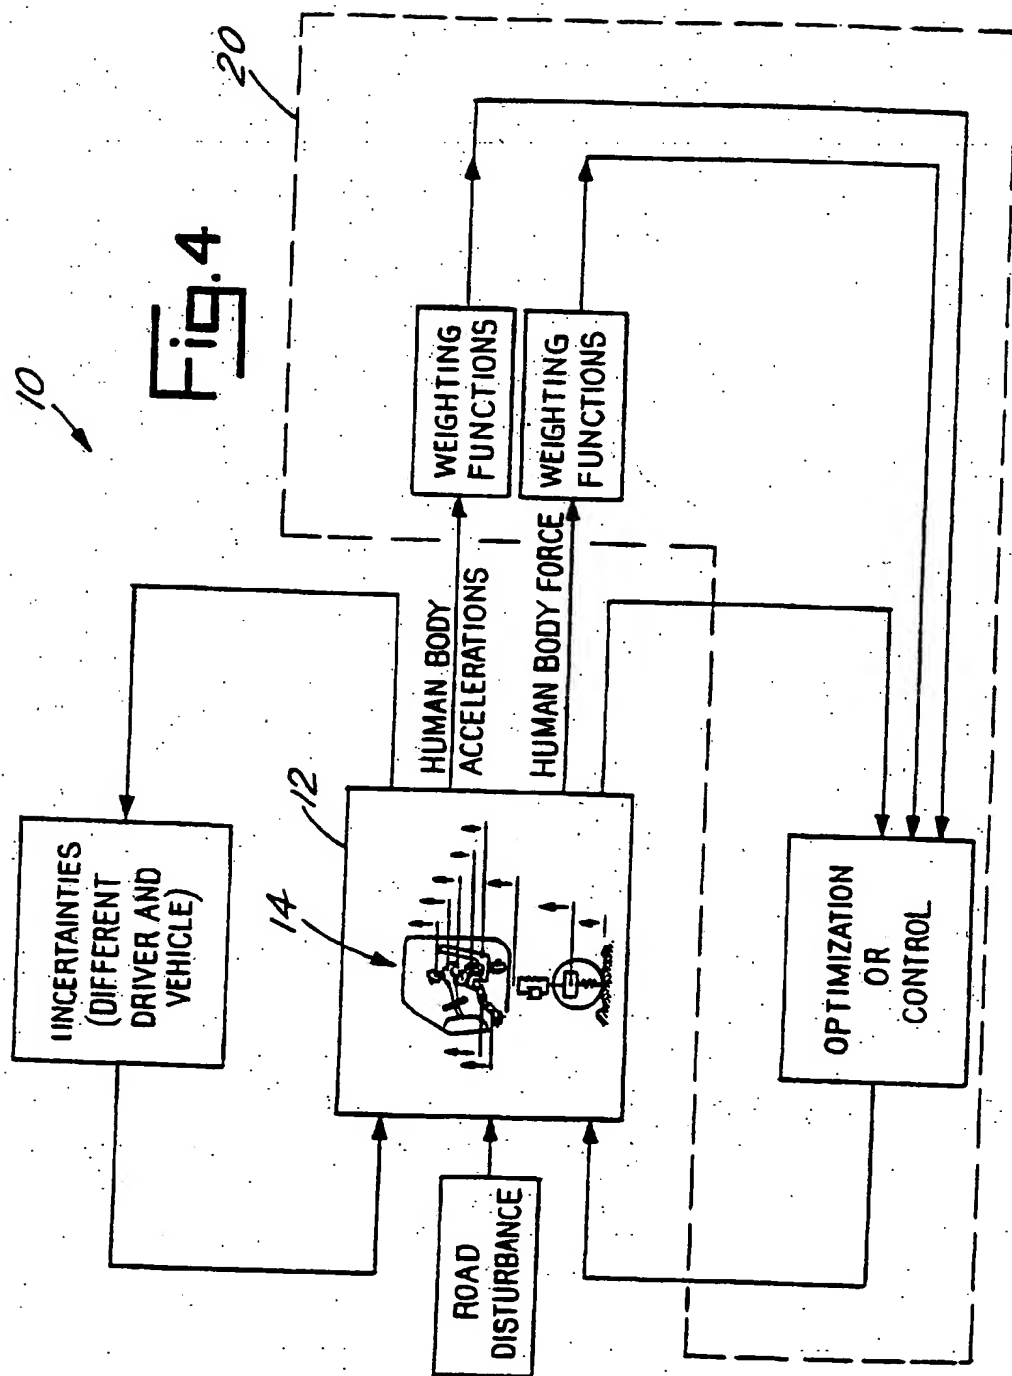 Fig. 4
10
20
UNCERTAINTIES
(DIFFERENT
DRIVER AND
VEHICLE)
12
14
ROAD
DISTURBANCE
HUMAN BODY
ACCELERATIONS
HUMAN BODY FORCE
WEIGHTING
FUNCTIONS
WEIGHTING
FUNCTIONS
OPTIMIZATION
OR
CONTROL